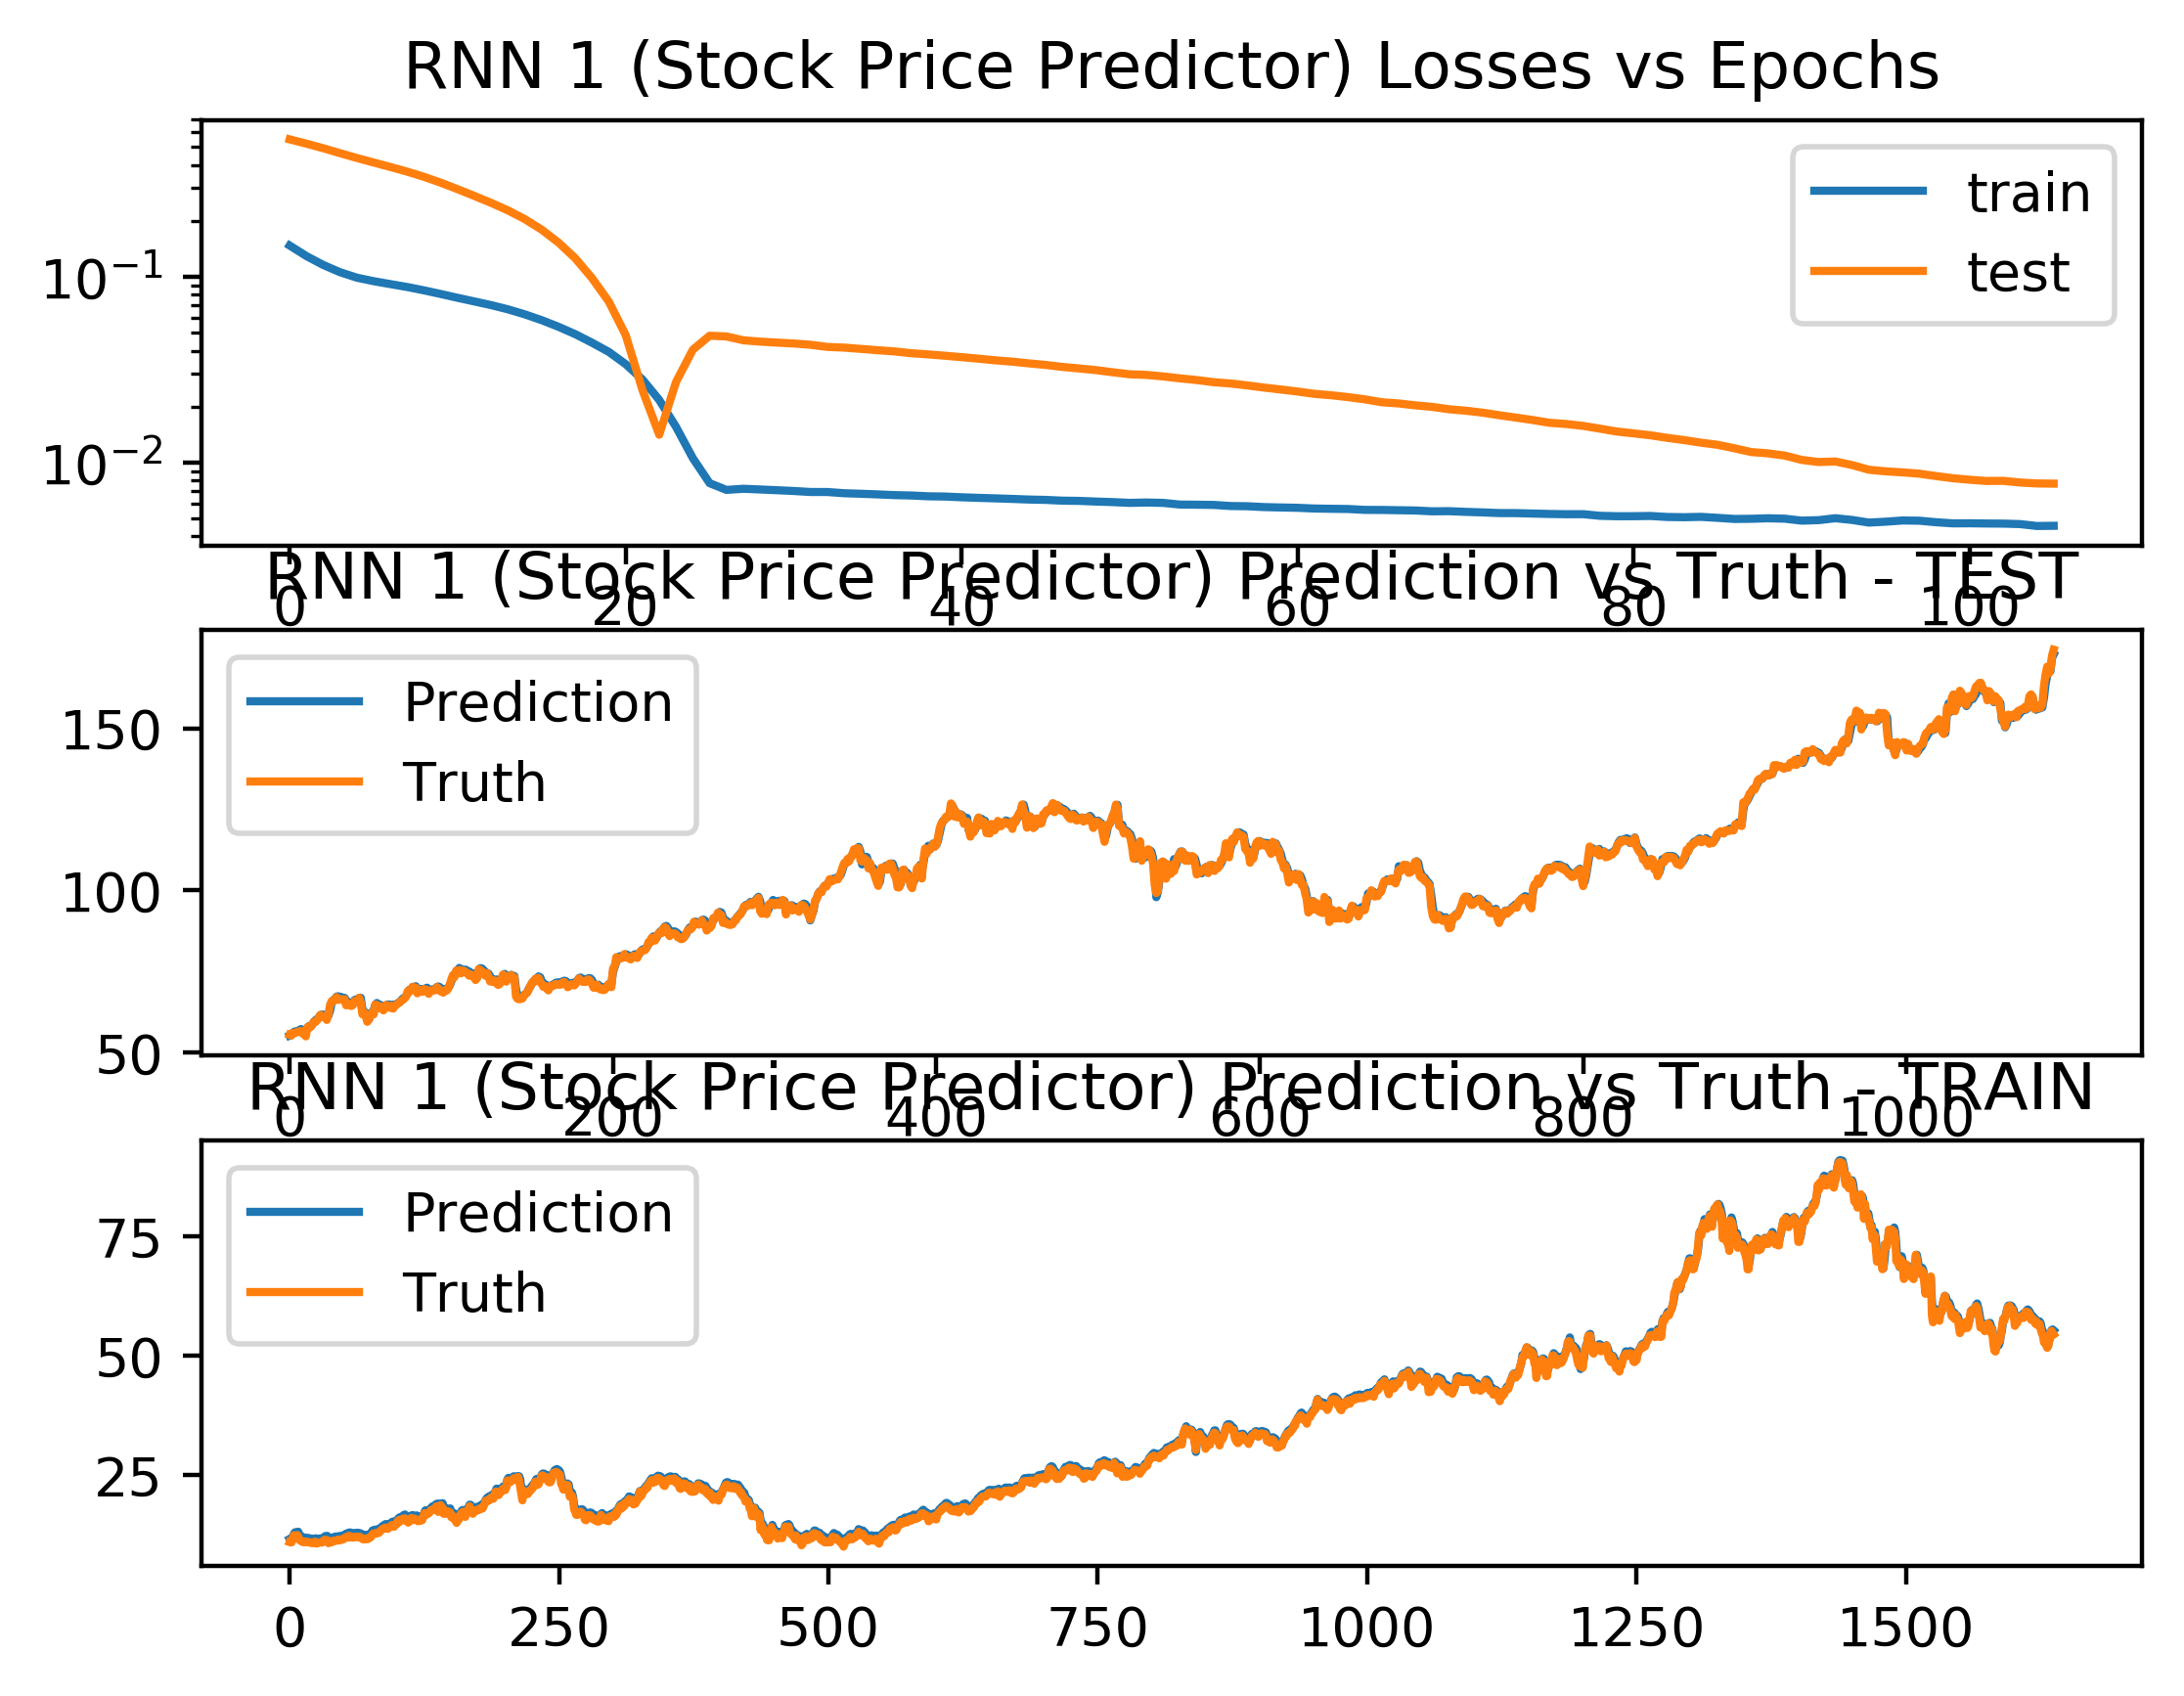 RNN 1 (Stock Price Predictor) Losses vs Epochs
train
test
10⁻¹
10⁻²
0 20 40 60 80 100
RNN 1 (Stock Price Predictor) Prediction vs Truth - TEST
Prediction
Truth
150
100
50
0 200 400 600 800 1000
RNN 1 (Stock Price Predictor) Prediction vs Truth - TRAIN
Prediction
Truth
75
50
25
0 250 500 750 1000 1250 1500